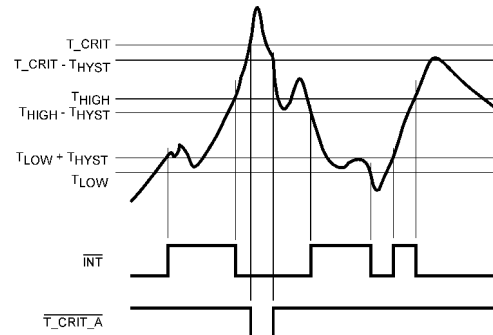 T_CRIT
T_CRIT - THYST
THIGH
THIGH - THYST
TLOW + THYST
TLOW
INT
T_CRIT_A